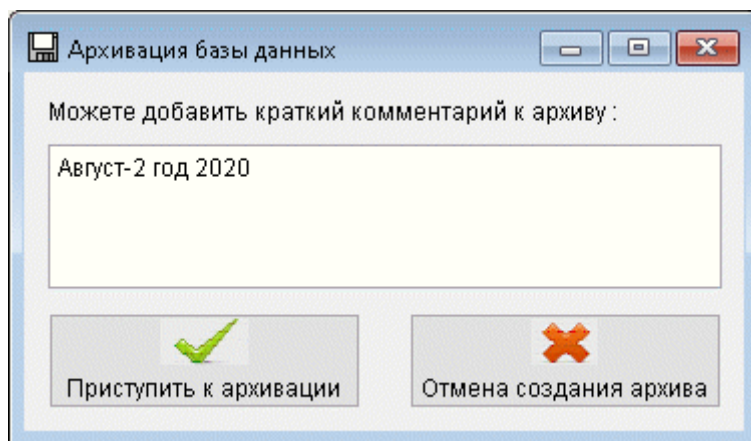 Архивация базы данных
Можете добавить краткий комментарий к архиву :
Август-2 год 2020
Приступить к архивации
Отмена создания архива